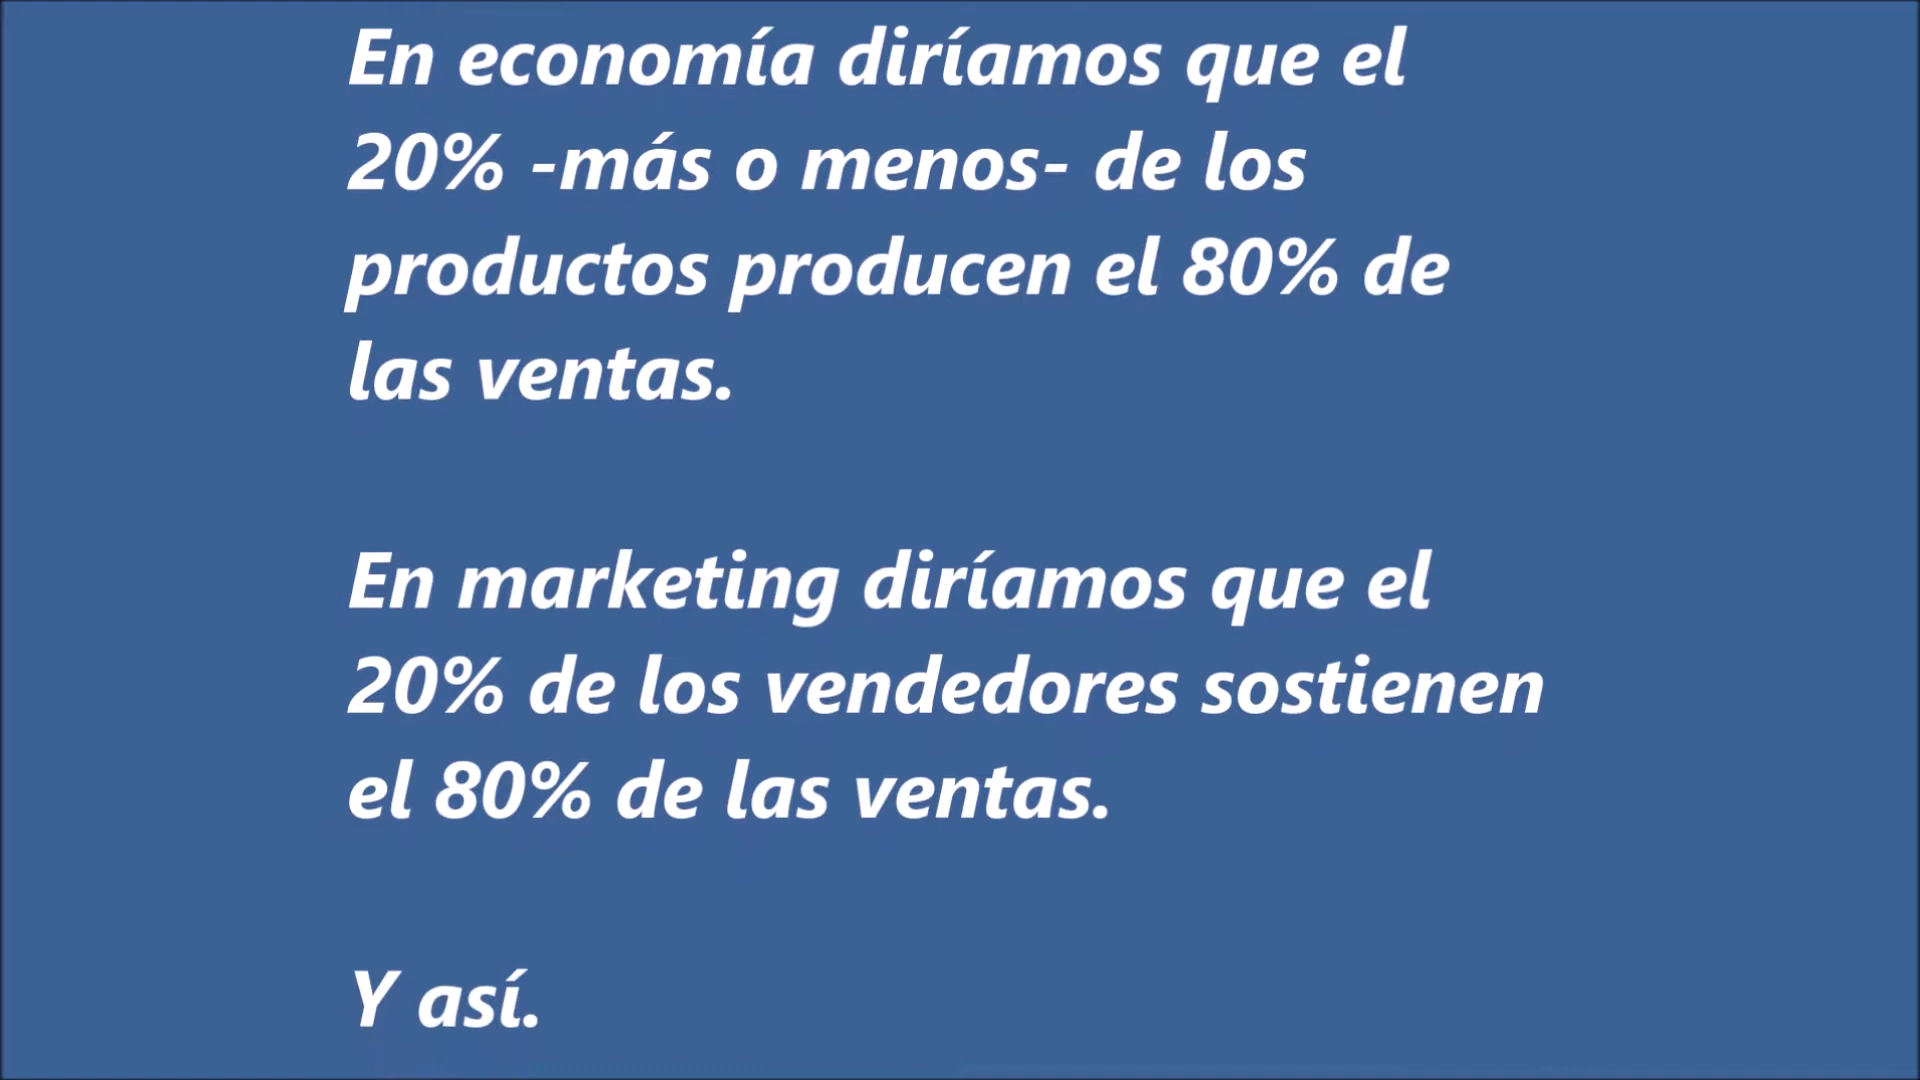 En economía diríamos que el
20% -más o menos- de los
productos producen el 80% de
las ventas.
En marketing diríamos que el
20% de los vendedores sostienen
el 80% de las ventas.
Y así.